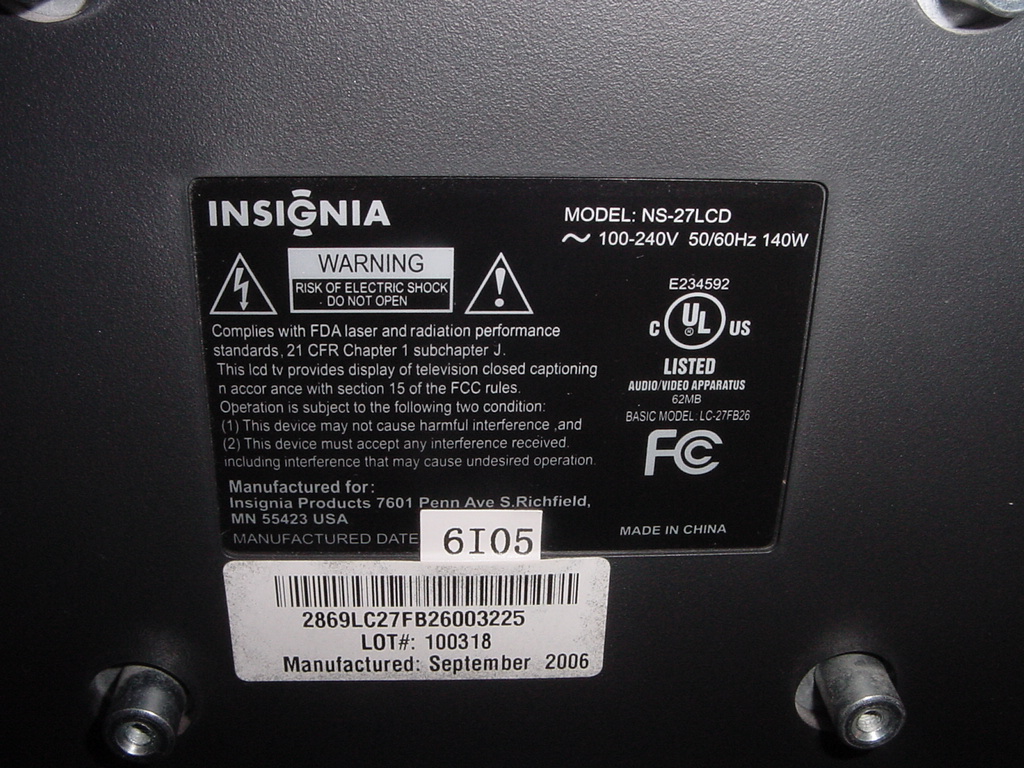 INSIGNIA
MODEL: NS-27LCD
~ 100-240V 50/60Hz 140W
WARNING
RISK OF ELECTRIC SHOCK
DO NOT OPEN
E234592
C UL ® US
LISTED
AUDIO/VIDEO APPARATUS
62MB
BASIC MODEL: LC-27FB26
FC
Complies with FDA laser and radiation performance
standards, 21 CFR Chapter 1 subchapter J.
This lcd tv provides display of television closed captioning
n accor ance with section 15 of the FCC rules.
Operation is subject to the following two condition:
(1) This device may not cause harmful interference ,and
(2) This device must accept any interference received.
including interference that may cause undesired operation.
Manufactured for:
Insignia Products 7601 Penn Ave S.Richfield,
MN 55423 USA
MANUFACTURED DATE 6I05
MADE IN CHINA
2869LC27FB26003225
LOT#: 100318
Manufactured: September 2006